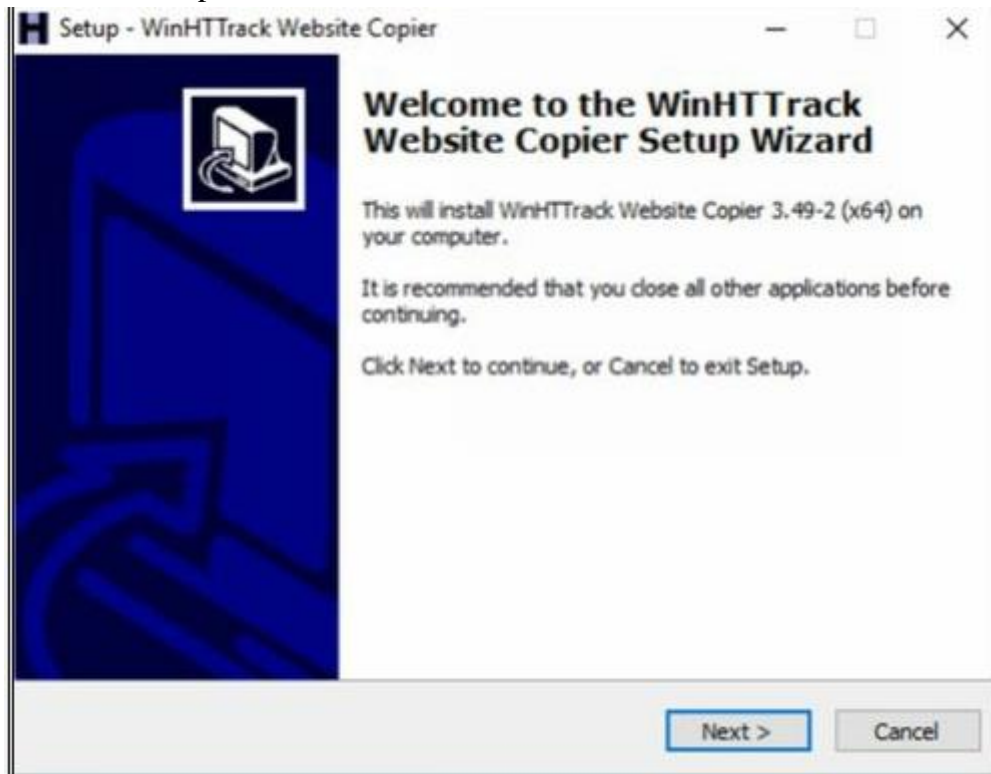 Setup - WinHTTrack Website Copier
Welcome to the WinHTTrack
Website Copier Setup Wizard
This will install WinHTTrack Website Copier 3.49-2 (x64) on
your computer.
It is recommended that you close all other applications before
continuing.
Click Next to continue, or Cancel to exit Setup.
Next >
Cancel